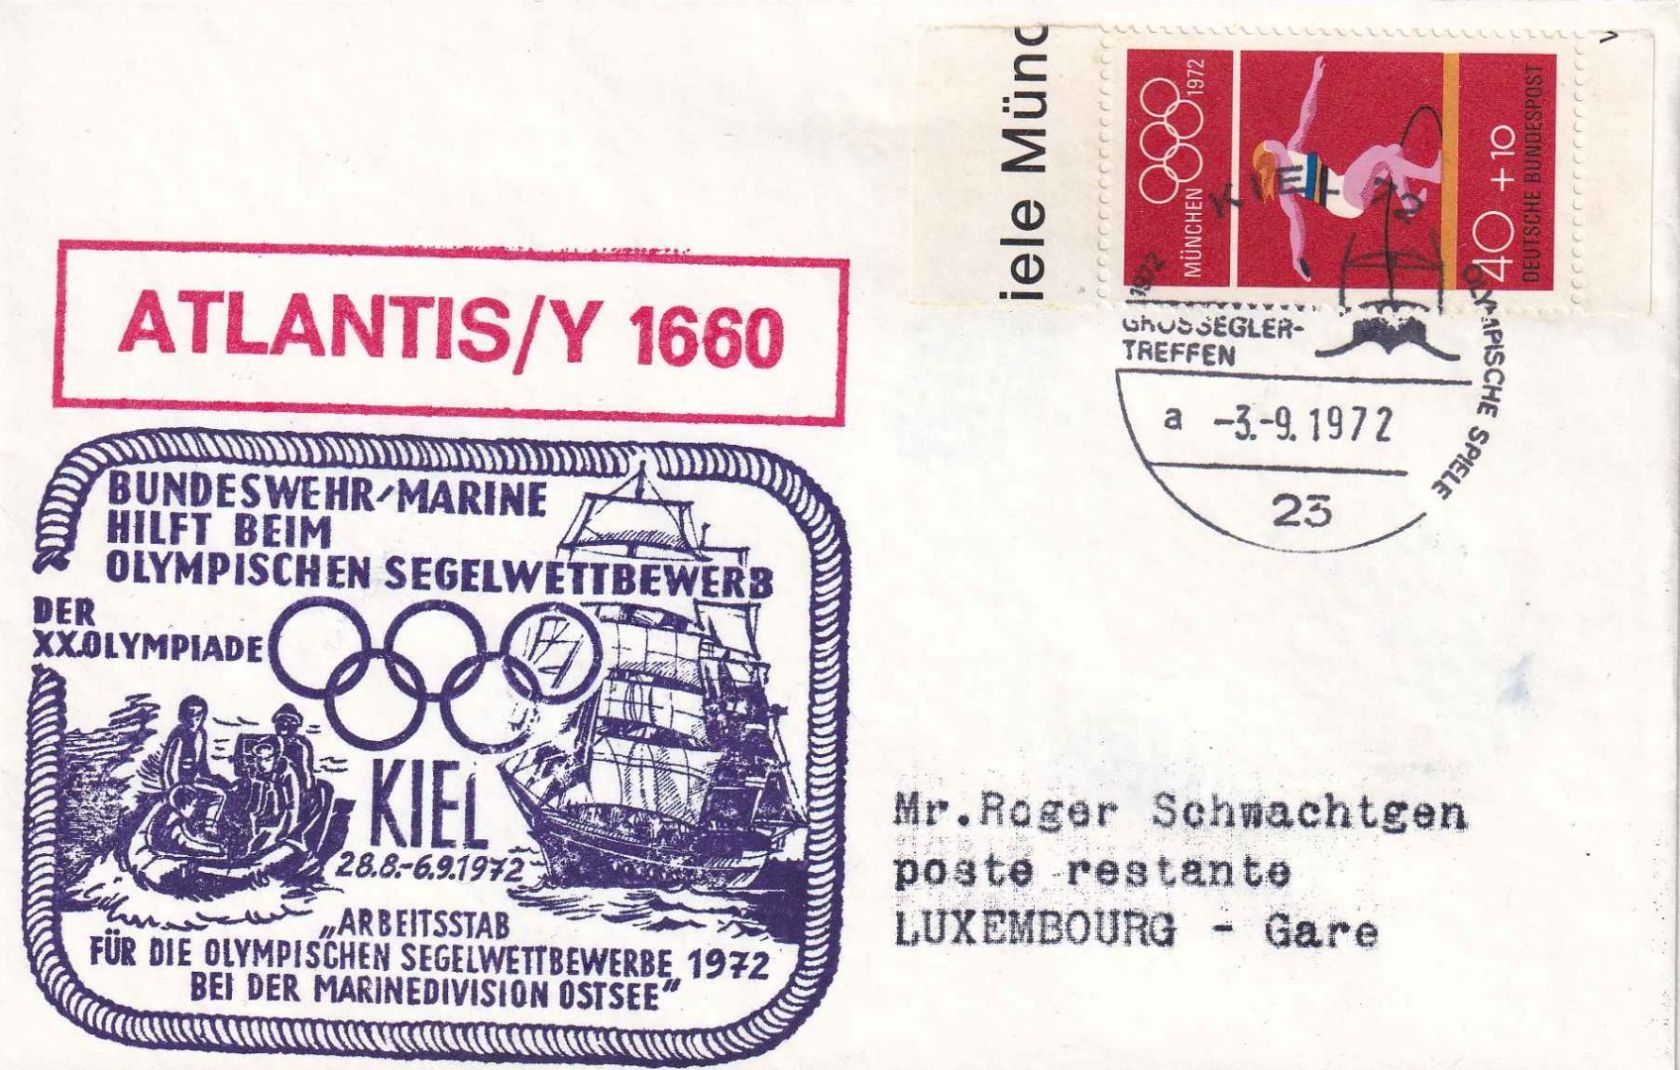 iele Münc
MÜNCHEN 1972
40+10
DEUTSCHE BUNDESPOST
KIEL 72
1972
GROSSEGLER-
TREFFEN
OLYMPISCHE SPIELE
a -3.-9.1972
23
ATLANTIS/Y 1660
BUNDESWEHR-MARINE
HILFT BEIM
OLYMPISCHEN SEGELWETTBEWERB
DER
XX.OLYMPIADE
KIEL
28.8.-6.9.1972
„ARBEITSSTAB
FÜR DIE OLYMPISCHEN SEGELWETTBEWERBE 1972
BEI DER MARINEDIVISION OSTSEE"
Mr.Roger Schwachtgen
poste restante
LUXEMBOURG - Gare